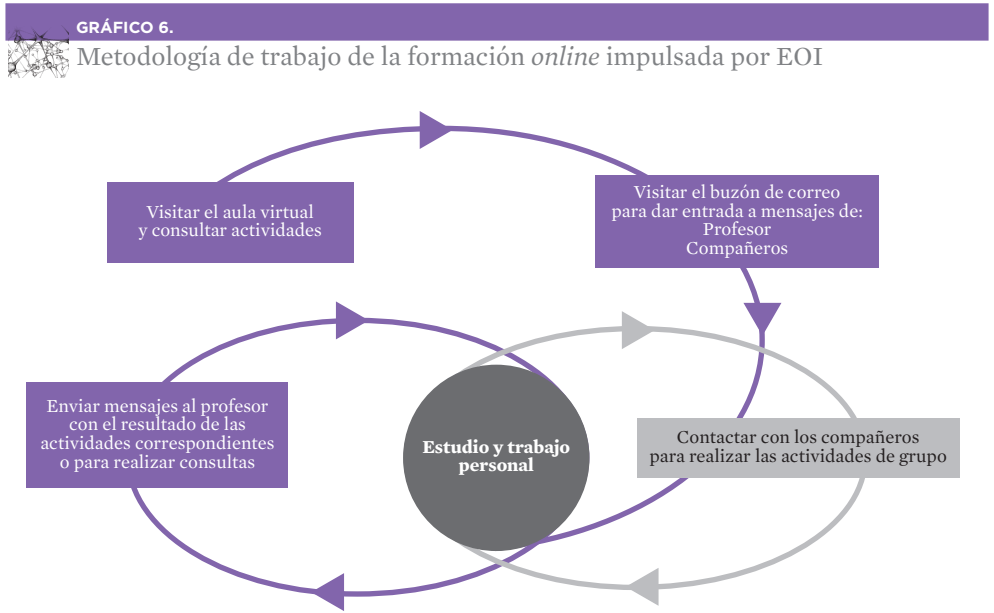 GRÁFICO 6.
Metodología de trabajo de la formación online impulsada por EOI
Visitar el aula virtual
y consultar actividades
Visitar el buzón de correo
para dar entrada a mensajes de:
Profesor
Compañeros
Enviar mensajes al profesor
con el resultado de las
actividades correspondientes
o para realizar consultas
Estudio y trabajo
personal
Contactar con los compañeros
para realizar las actividades de grupo